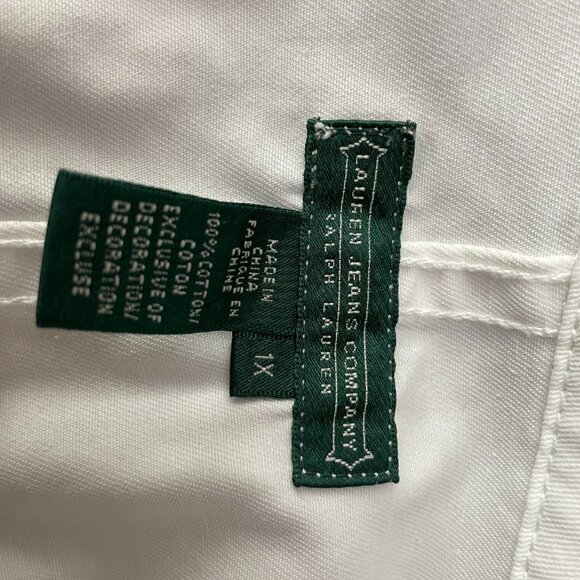 LAUREN JEANS COMPANY
RALPH LAUREN
1X
MADE IN
CHINA
FABRIQUE EN
CHINE
100% COTTON/
COTON
EXCLUSIVE OF
DECORATION/
DECORATION
EXCLUSE